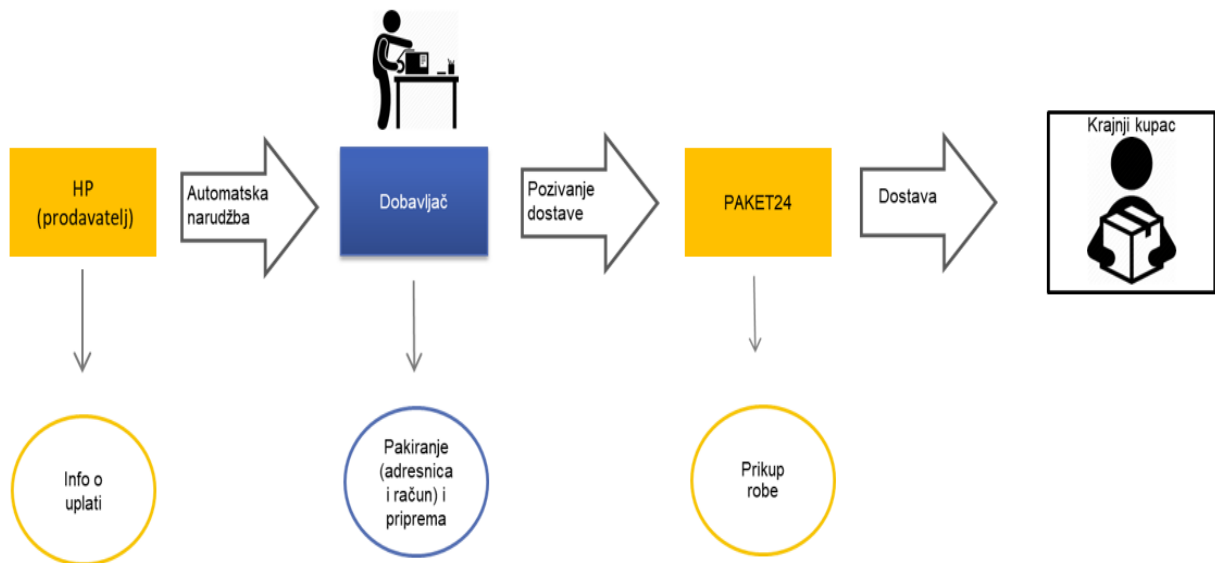 Krajnji kupac
HP
(prodavatelj)
Automatska
narudžba
Dobavljač
Pozivanje
dostave
PAKET24
Dostava
Info o
uplati
Pakiranje
(adresnica
i račun) i
priprema
Prikup
robe